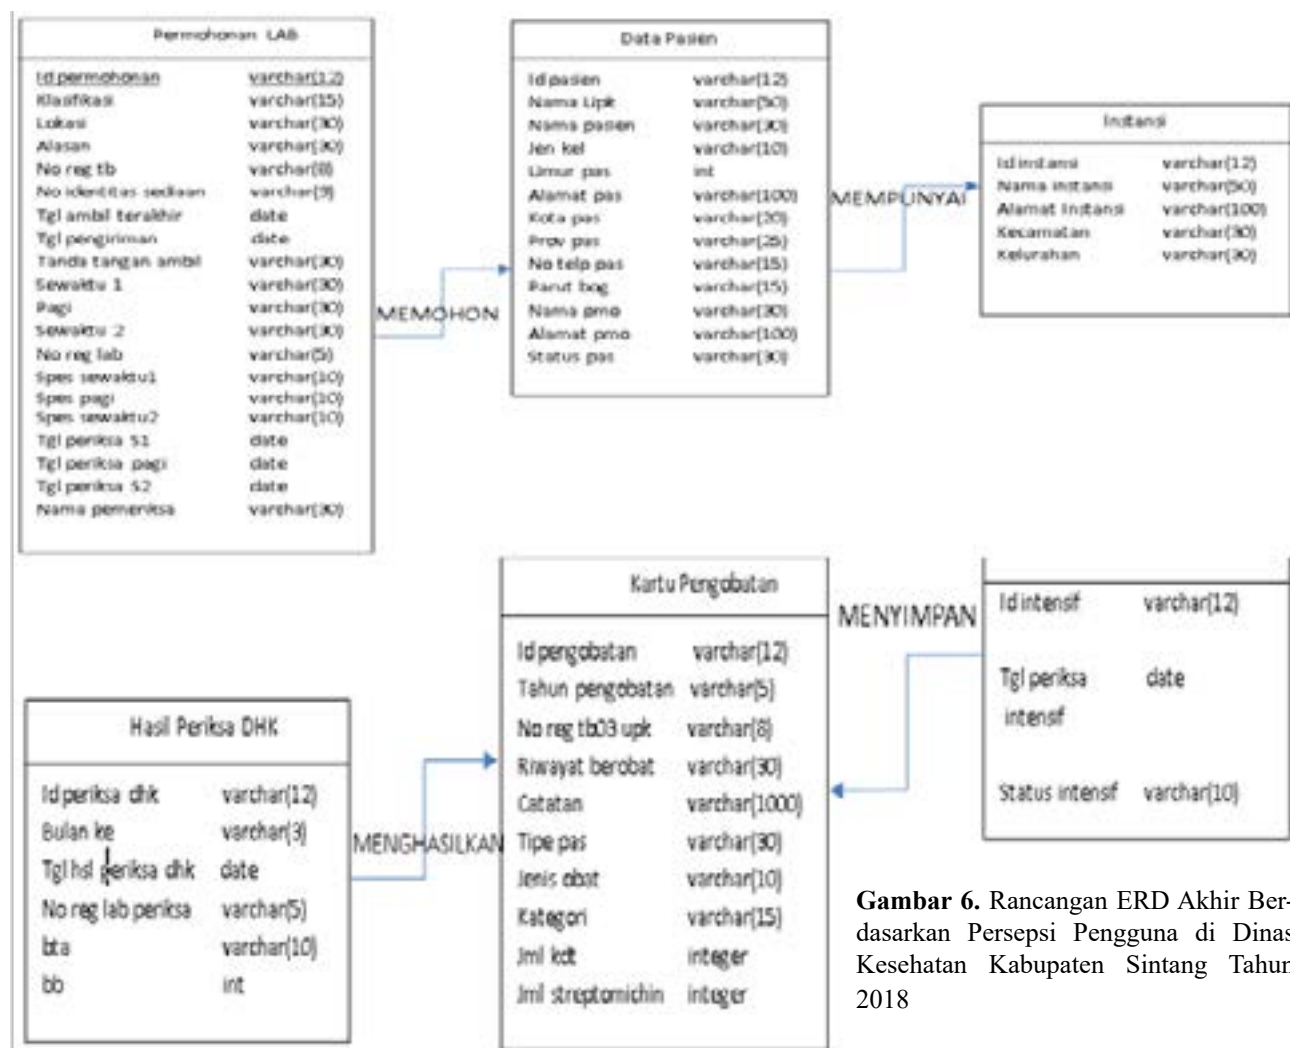 Permohonan LAB
Id permohonan varchar(12)
Klasifikasi varchar(15)
Lokasi varchar(30)
Alasan varchar(30)
No reg tb varchar(8)
No identitas sediaan varchar(9)
Tgl ambil terakhir date
Tgl pengiriman date
Tanda tangan ambil varchar(30)
Sewaktu 1 varchar(30)
Pagi varchar(30)
Sewaktu 2 varchar(30)
No reg lab varchar(5)
Spes sewaktu1 varchar(10)
Spes pagi varchar(10)
Spes sewaktu2 varchar(10)
Tgl periksa S1 date
Tgl periksa pagi date
Tgl periksa S2 date
Nama pemeriksa varchar(30)
MEMOHON
Data Pasien
Id pasien varchar(12)
Nama Upk varchar(50)
Nama pasien varchar(30)
Jen kel varchar(10)
Umur pas int
Alamat pas varchar(100)
Kota pas varchar(20)
Prov pas varchar(25)
No telp pas varchar(15)
Parut bcg varchar(15)
Nama pmo varchar(30)
Alamat pmo varchar(100)
Status pas varchar(30)
MEMPUNYAI
Instansi
Id instansi varchar(12)
Nama instansi varchar(50)
Alamat Instansi varchar(100)
Kecamatan varchar(30)
Kelurahan varchar(30)
Hasil Periksa DHK
Id periksa dhk varchar(12)
Bulan ke varchar(3)
Tgl hsl periksa dhk date
No reg lab periksa varchar(5)
bta varchar(10)
bb int
MENGHASILKAN
Kartu Pengobatan
Id pengobatan varchar(12)
Tahun pengobatan varchar(5)
No reg tb03 upk varchar(8)
Riwayat berobat varchar(30)
Catatan varchar(1000)
Tipe pas varchar(30)
Jenis obat varchar(10)
Kategori varchar(15)
Jml kdt integer
Jml streptomichin integer
MENYIMPAN
Id intensif varchar(12)
Tgl periksa date
intensif
Status intensif varchar(10)
Gambar 6. Rancangan ERD Akhir Ber-
dasarkan Persepsi Pengguna di Dinas
Kesehatan Kabupaten Sintang Tahun
2018